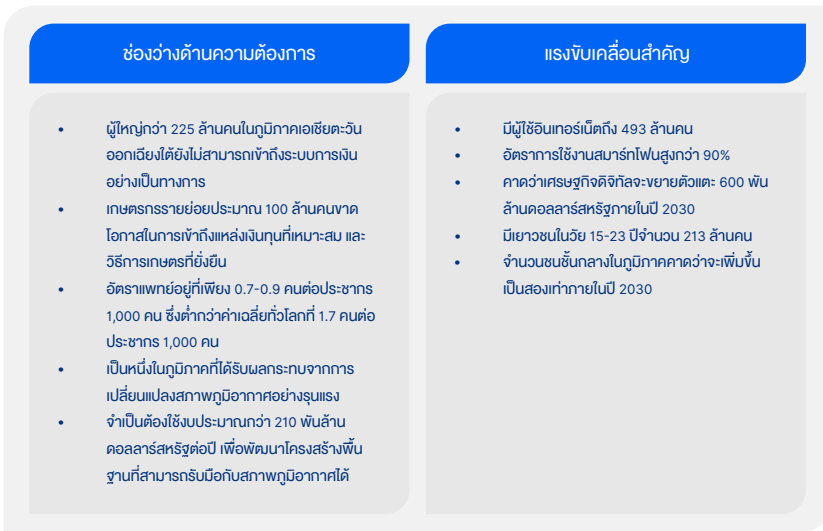 ช่องว่างด้านความต้องการ
• ผู้ใหญ่กว่า 225 ล้านคนในภูมิภาคเอเชียตะวัน
ออกเฉียงใต้ยังไม่สามารถเข้าถึงระบบการเงิน
อย่างเป็นทางการ
• เกษตรกรรายย่อยประมาณ 100 ล้านคนขาด
โอกาสในการเข้าถึงแหล่งเงินทุนที่เหมาะสม และ
วิธีการเกษตรที่ยั่งยืน
• อัตราแพทย์อยู่ที่เพียง 0.7-0.9 คนต่อประชากร
1,000 คน ซึ่งต่ำกว่าค่าเฉลี่ยทั่วโลกที่ 1.7 คนต่อ
ประชากร 1,000 คน
• เป็นหนึ่งในภูมิภาคที่ได้รับผลกระทบจากการ
เปลี่ยนแปลงสภาพภูมิอากาศอย่างรุนแรง
• จำเป็นต้องใช้งบประมาณกว่า 210 พันล้าน
ดอลลาร์สหรัฐต่อปี เพื่อพัฒนาโครงสร้างพื้น
ฐานที่สามารถรับมือกับสภาพภูมิอากาศได้
แรงขับเคลื่อนสำคัญ
• มีผู้ใช้อินเทอร์เน็ตถึง 493 ล้านคน
• อัตราการใช้งานสมาร์ทโฟนสูงกว่า 90%
• คาดว่าเศรษฐกิจดิจิทัลจะขยายตัวแตะ 600 พัน
ล้านดอลลาร์สหรัฐภายในปี 2030
• มีเยาวชนในวัย 15-23 ปีจำนวน 213 ล้านคน
• จำนวนชนชั้นกลางในภูมิภาคคาดว่าจะเพิ่มขึ้น
เป็นสองเท่าภายในปี 2030